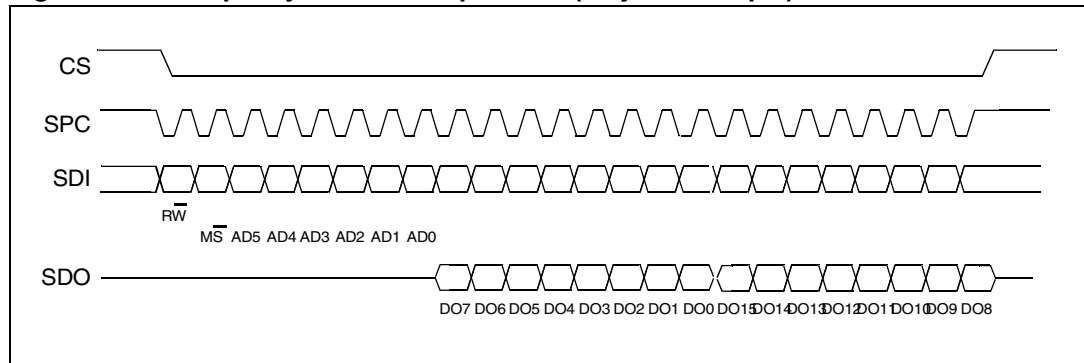 CS
SPC
SDI
RW
MS AD5 AD4 AD3 AD2 AD1 AD0
SDO
DO7 DO6 DO5 DO4 DO3 DO2 DO1 DO0 DO15 DO14 DO13 DO12 DO11 DO10 DO9 DO8